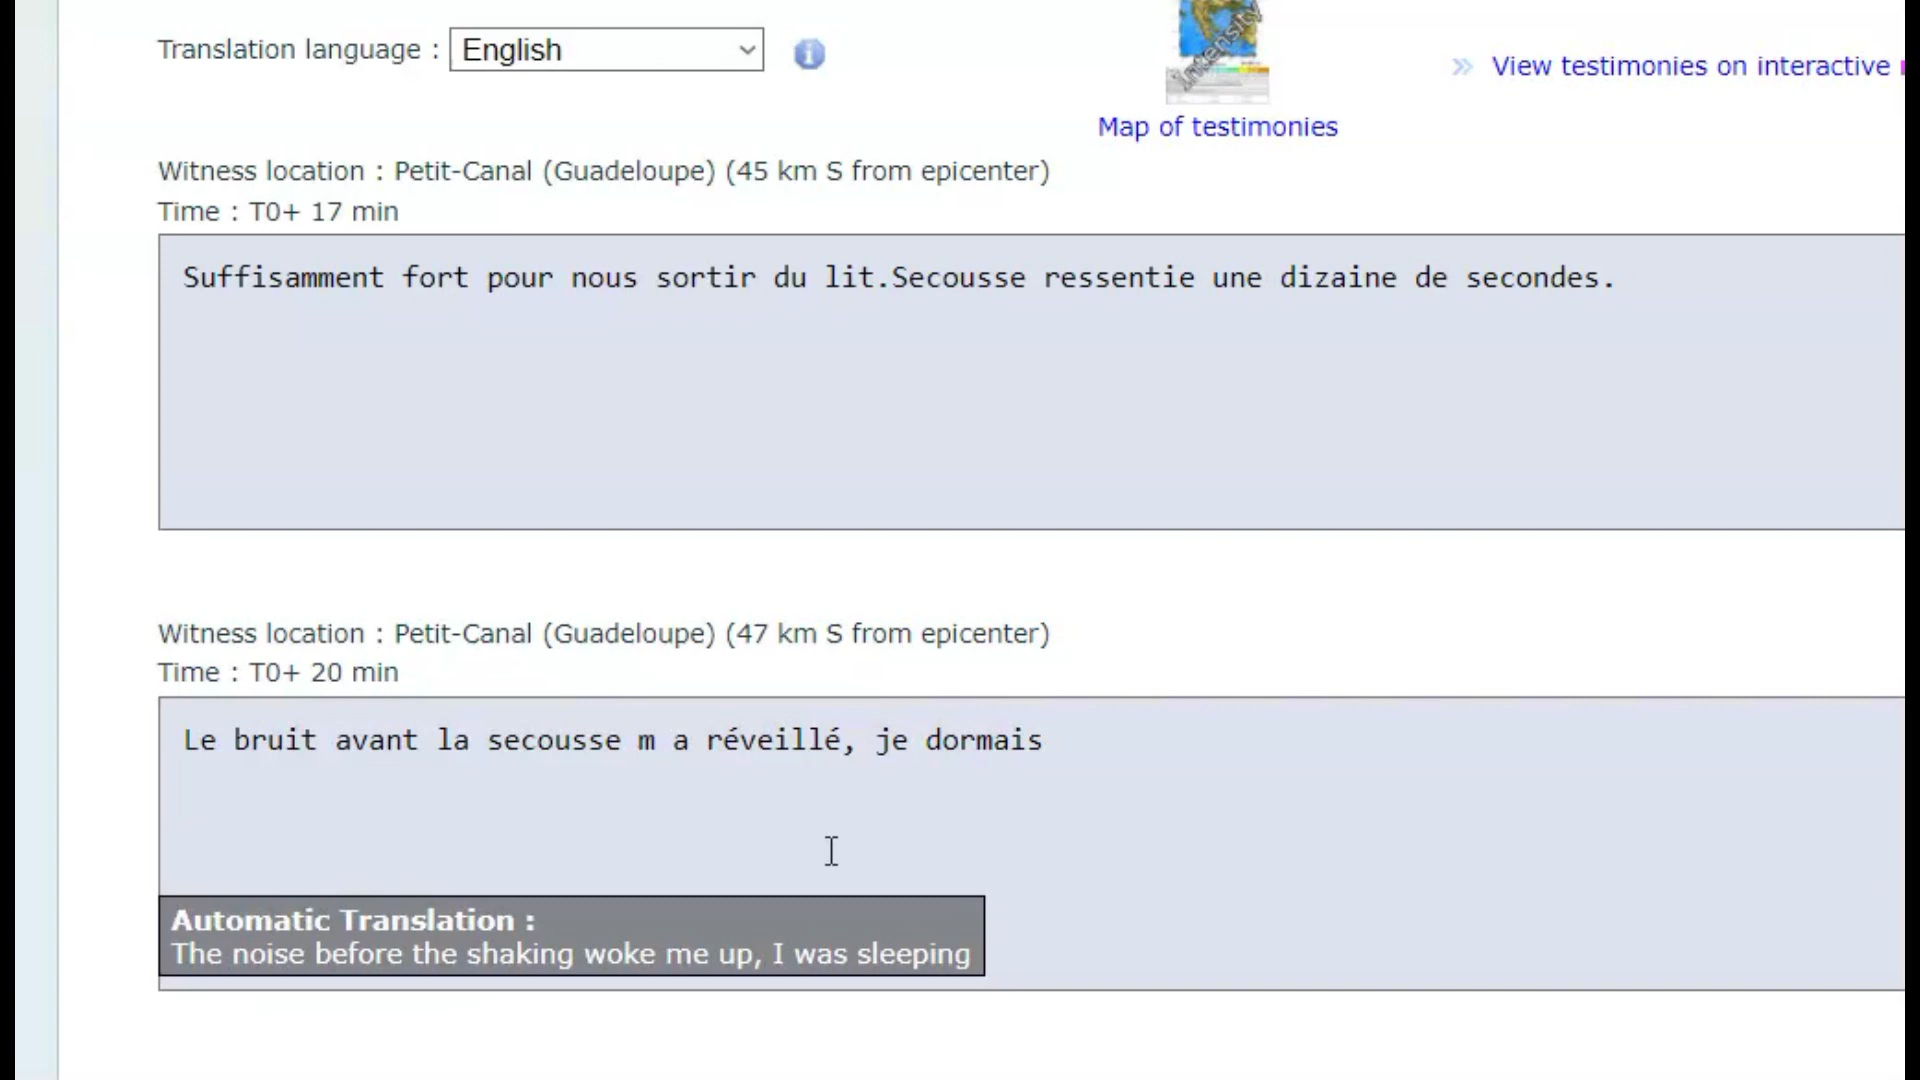 Translation language : English
Intensity
View testimonies on interactive
Map of testimonies
Witness location : Petit-Canal (Guadeloupe) (45 km S from epicenter)
Time : T0+ 17 min
Suffisamment fort pour nous sortir du lit.Secousse ressentie une dizaine de secondes.
Witness location : Petit-Canal (Guadeloupe) (47 km S from epicenter)
Time : T0+ 20 min
Le bruit avant la secousse m a réveillé, je dormais
Automatic Translation :
The noise before the shaking woke me up, I was sleeping